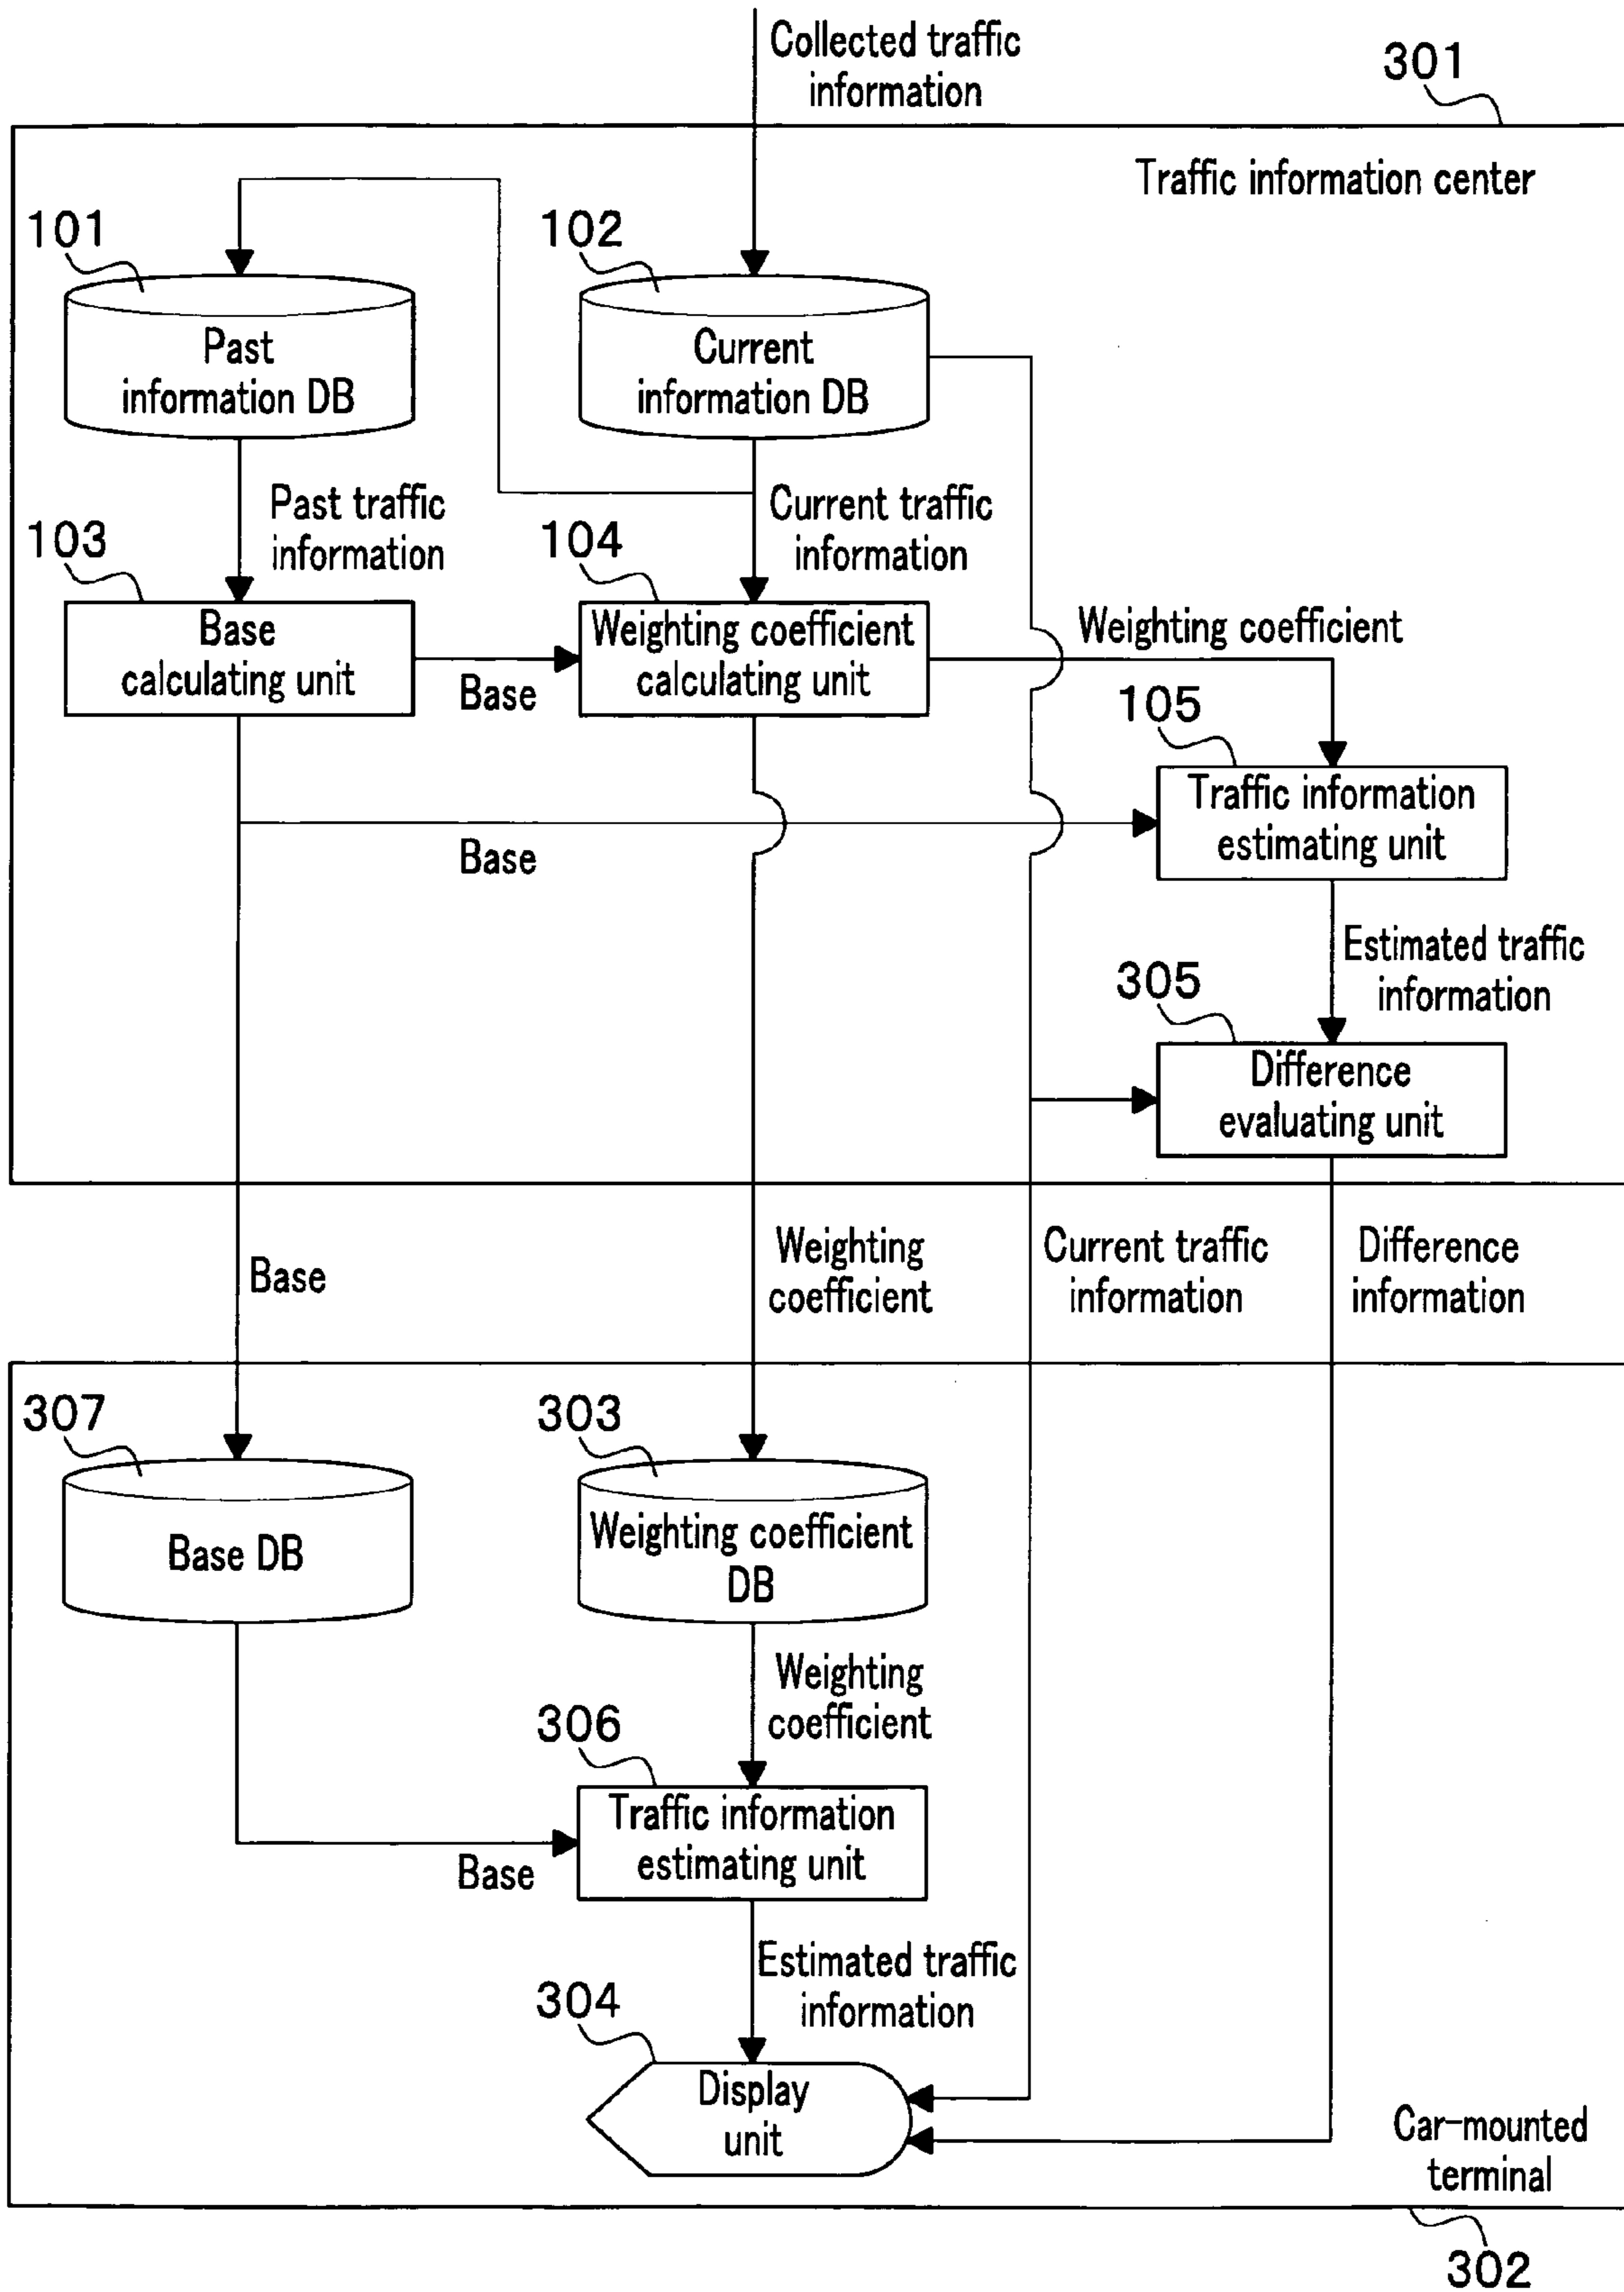 Collected traffic
information
301
Traffic information center
101
102
Past
information DB
Current
information DB
Past traffic
information
Current traffic
information
103
104
Base
calculating unit
Base
Weighting coefficient
calculating unit
Weighting coefficient
105
Traffic information
estimating unit
Base
Estimated traffic
information
305
Difference
evaluating unit
Base
Weighting
coefficient
Current traffic
information
Difference
information
307
303
Base DB
Weighting coefficient
DB
Weighting
coefficient
306
Traffic information
estimating unit
Base
Estimated traffic
information
304
Display
unit
Car-mounted
terminal
302